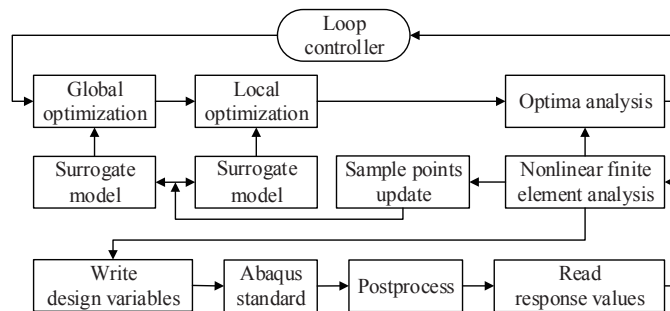 Loop
controller
Global
optimization
Local
optimization
Optima analysis
Surrogate
model
Surrogate
model
Sample points
update
Nonlinear finite
element analysis
Write
design variables
Abaqus
standard
Postprocess
Read
response values